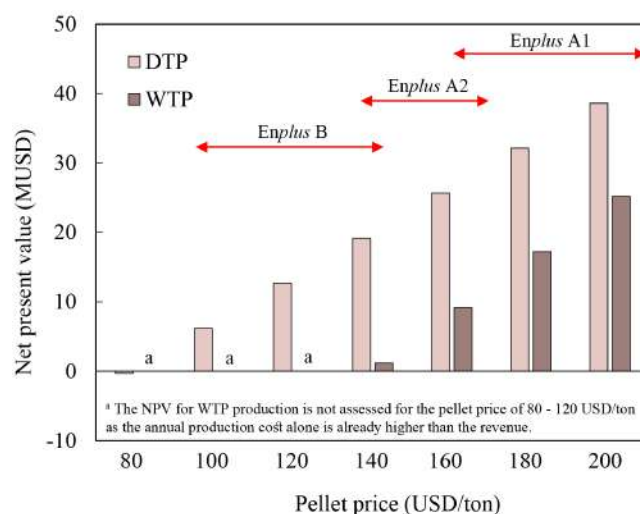 50
40
30
20
10
0
-10
Net present value (MUSD)
DTP
WTP
Enplus A1
Enplus A2
Enplus B
a
a
a
ᵃ The NPV for WTP production is not assessed for the pellet price of 80 - 120 USD/ton
as the annual production cost alone is already higher than the revenue.
80 100 120 140 160 180 200
Pellet price (USD/ton)